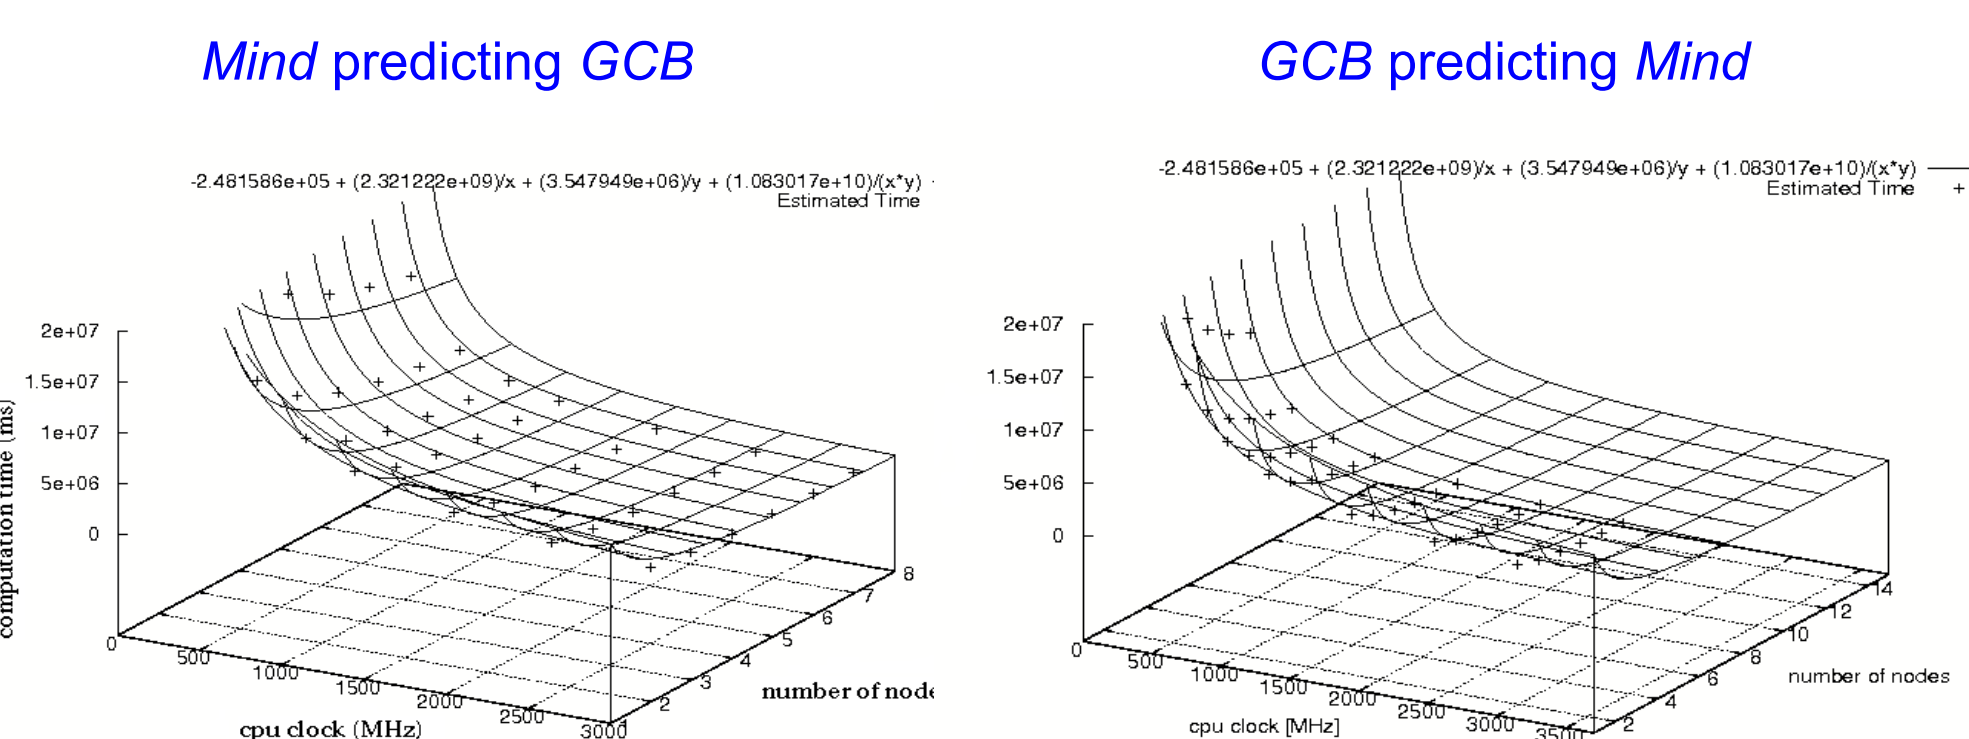 Mind predicting GCB
-2.481586e+05 + (2.321222e+09)/x + (3.547949e+06)/y + (1.083017e+10)/(x*y)
Estimated Time
2e+07
1.5e+07
1e+07
5e+06
0
computation time (ms)
0
500
1000
1500
2000
2500
3000
cpu clock (MHz)
1
2
3
4
5
6
7
8
number of node
GCB predicting Mind
-2.481586e+05 + (2.321222e+09)/x + (3.547949e+06)/y + (1.083017e+10)/(x*y)
Estimated Time
2e+07
1.5e+07
1e+07
5e+06
0
0
500
1000
1500
2000
2500
3000
3500
cpu clock [MHz]
2
4
6
8
10
12
14
number of nodes